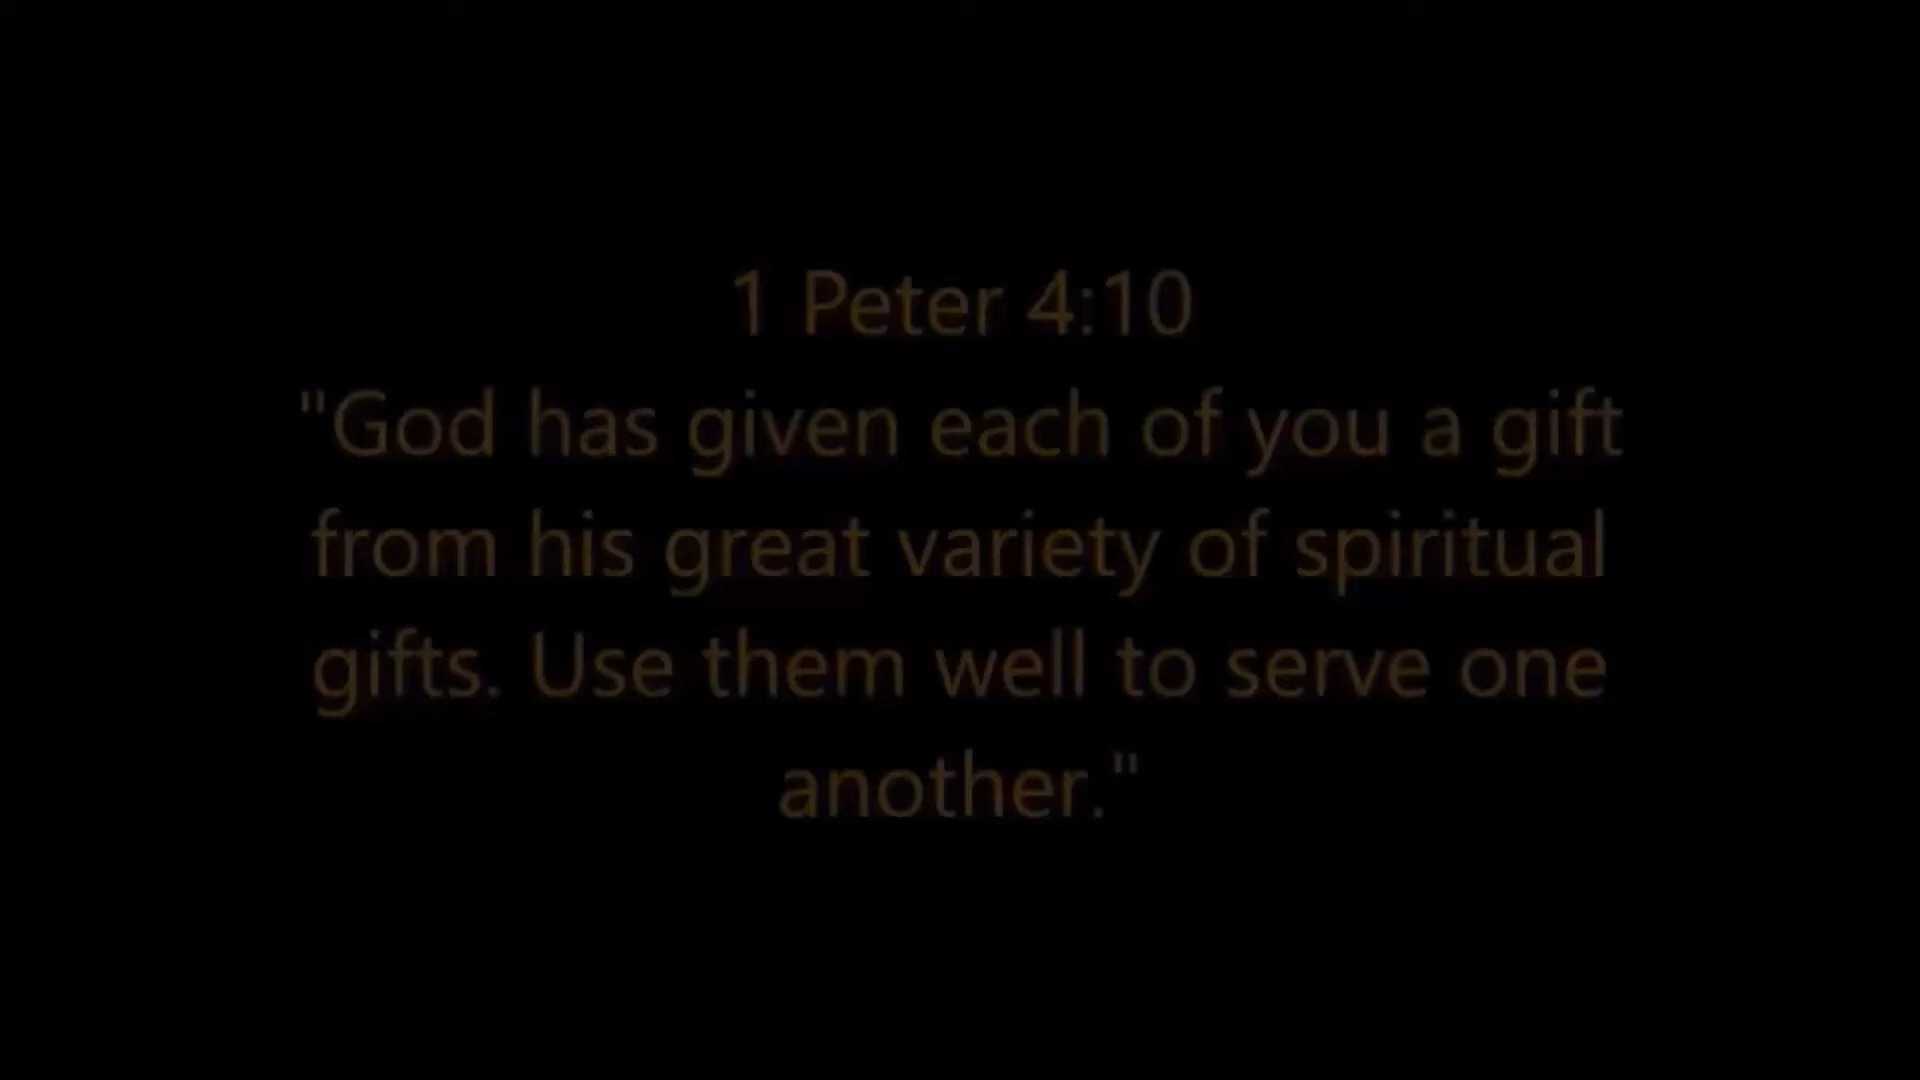 1 Peter 4:10
"God has given each of you a gift
from his great variety of spiritual
gifts. Use them well to serve one
another."